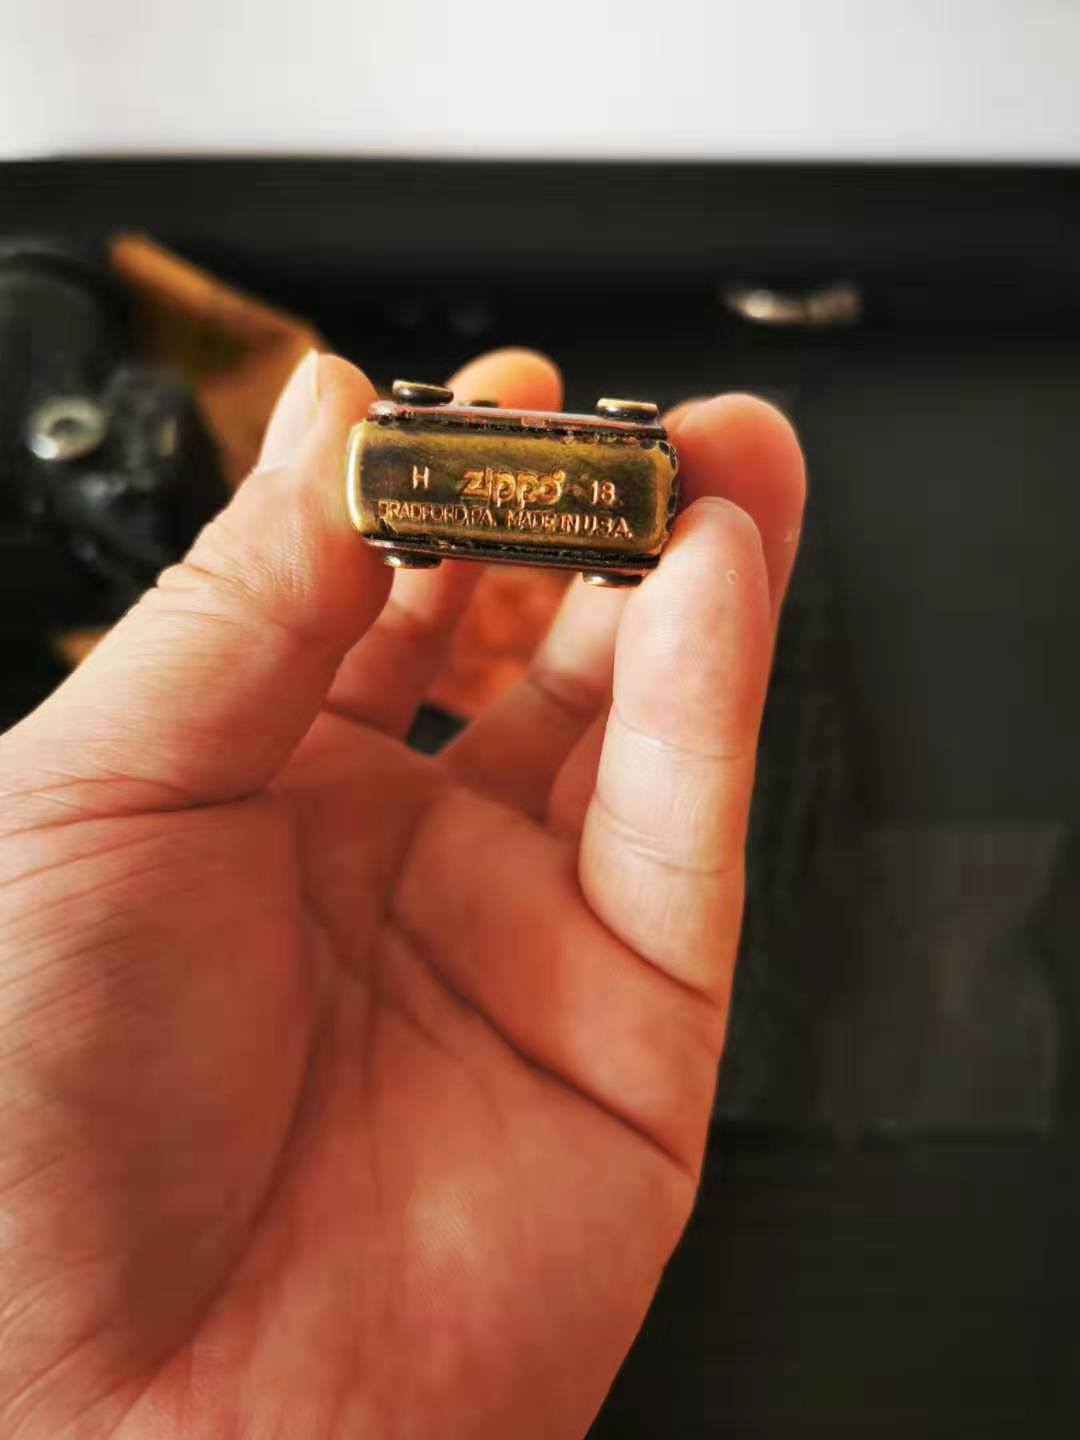 H zippo 18
BRADFORD,PA. MADE IN U.S.A.